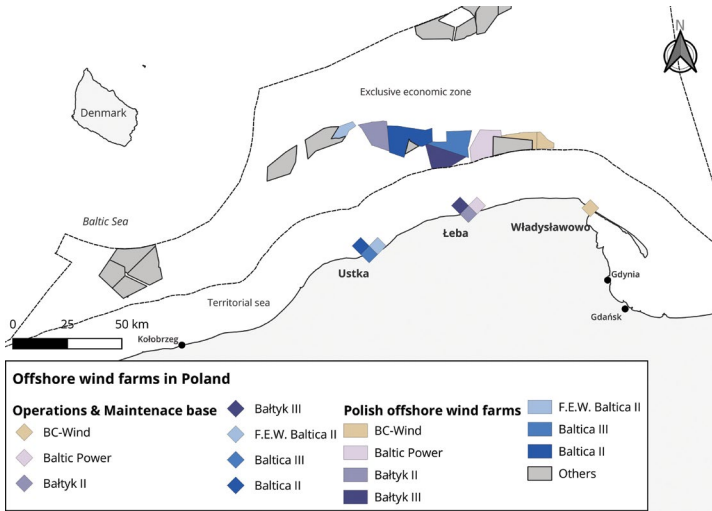 N
Exclusive economic zone
Denmark
Baltic Sea
Łeba
Władysławowo
Ustka
Gdynia
Territorial sea
Gdańsk
0 25 50 km
Kołobrzeg
Offshore wind farms in Poland
Operations & Maintenace base
BC-Wind
Baltic Power
Bałtyk II
Bałtyk III
F.E.W. Baltica II
Baltica III
Baltica II
Polish offshore wind farms
BC-Wind
Baltic Power
Bałtyk II
Bałtyk III
F.E.W. Baltica II
Baltica III
Baltica II
Others